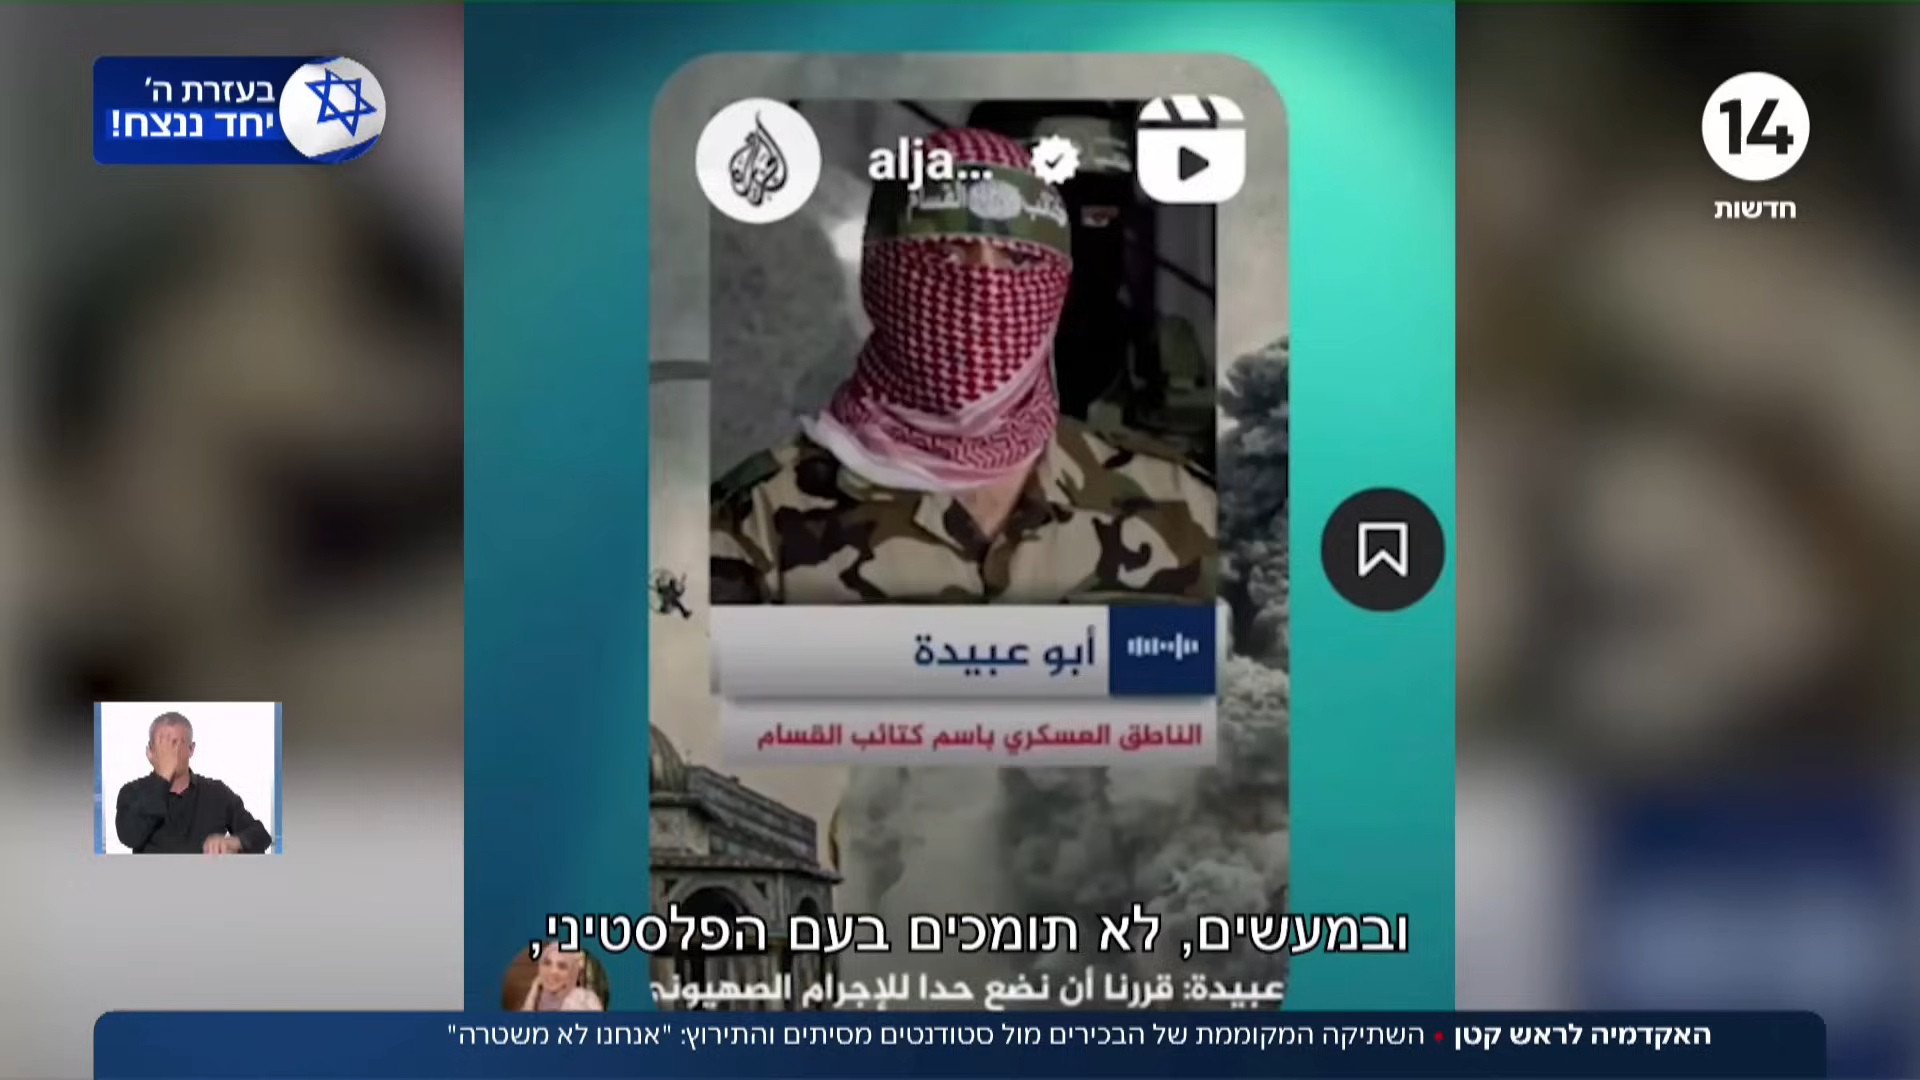 בעזרת ה׳
יחד ננצח!
14
חדשות
alja...
كتائب القسام
أبو عبيدة
الناطق العسكري باسم كتائب القسام
ובמעשים, לא תומכים בעם הפלסטיני,
عبيدة: قررنا أن نضع حدا للإجرام الصهيوني
האקדמיה לראש קטן • השתיקה המקוממת של הבכירים מול סטודנטים מסיתים והתירוץ: "אנחנו לא משטרה"